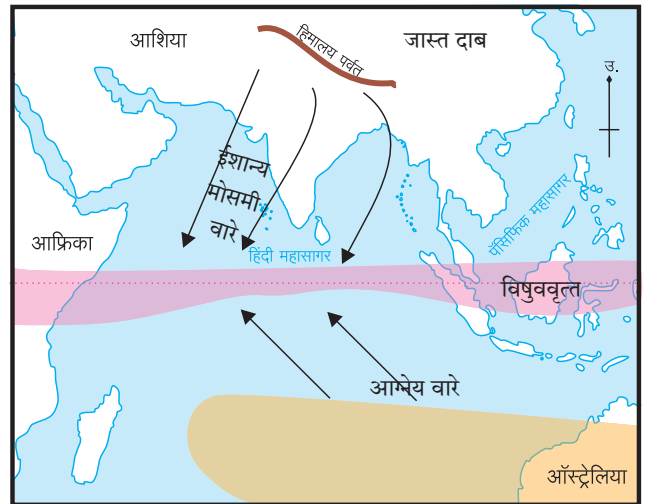 आशिया
हिमालय पर्वत
जास्त दाब
उ.
ईशान्य
मोसमी
वारे
पॅसिफिक महासागर
आफ्रिका
हिंदी महासागर
विषुववृत्त
आग्नेय वारे
ऑस्ट्रेलिया